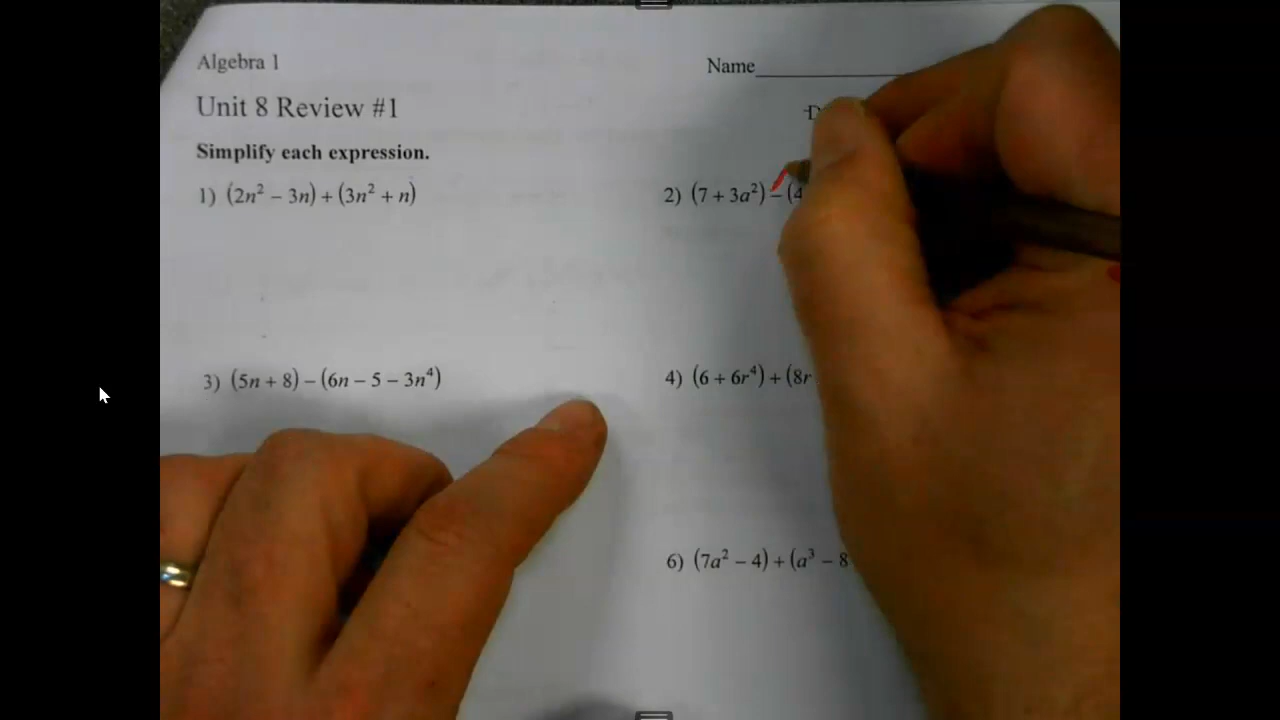 Algebra 1
Name
Unit 8 Review #1
Simplify each expression.
1) (2n² − 3n) + (3n² + n)
2) (7 + 3a²) − (4
3) (5n + 8) − (6n − 5 − 3n⁴)
4) (6 + 6r⁴) + (8r
6) (7a² − 4) + (a³ − 8